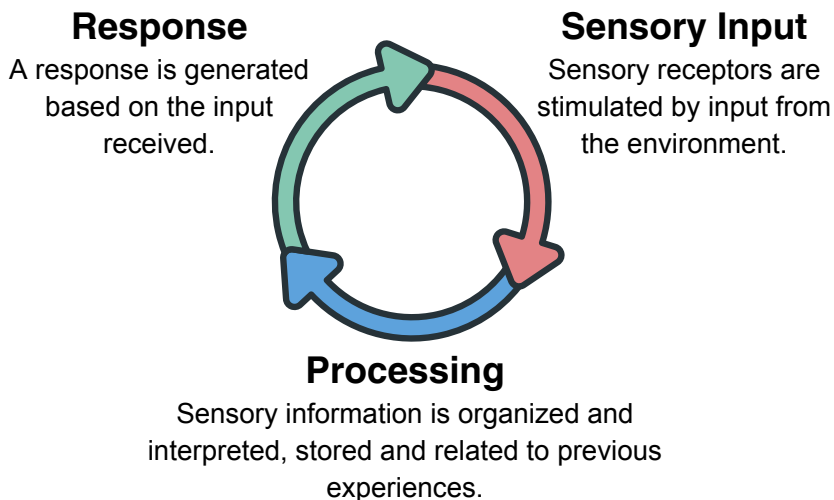 Response
A response is generated
based on the input
received.
Sensory Input
Sensory receptors are
stimulated by input from
the environment.
Processing
Sensory information is organized and
interpreted, stored and related to previous
experiences.